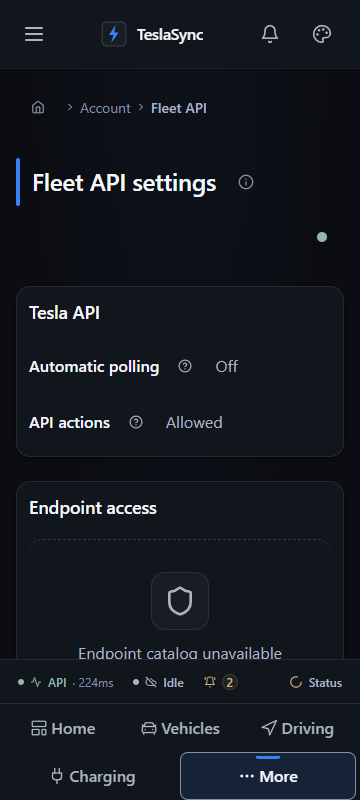 TeslaSync
Account
Fleet API
Fleet API settings
Tesla API
Automatic polling
Off
API actions
Allowed
Endpoint access
Endpoint catalog unavailable
API · 224ms
Idle
2
Status
Home
Vehicles
Driving
Charging
More